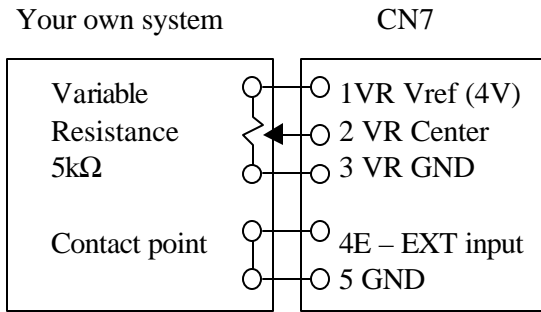 Your own system
CN7
Variable
Resistance
5kΩ
Contact point
1VR Vref (4V)
2 VR Center
3 VR GND
4E – EXT input
5 GND